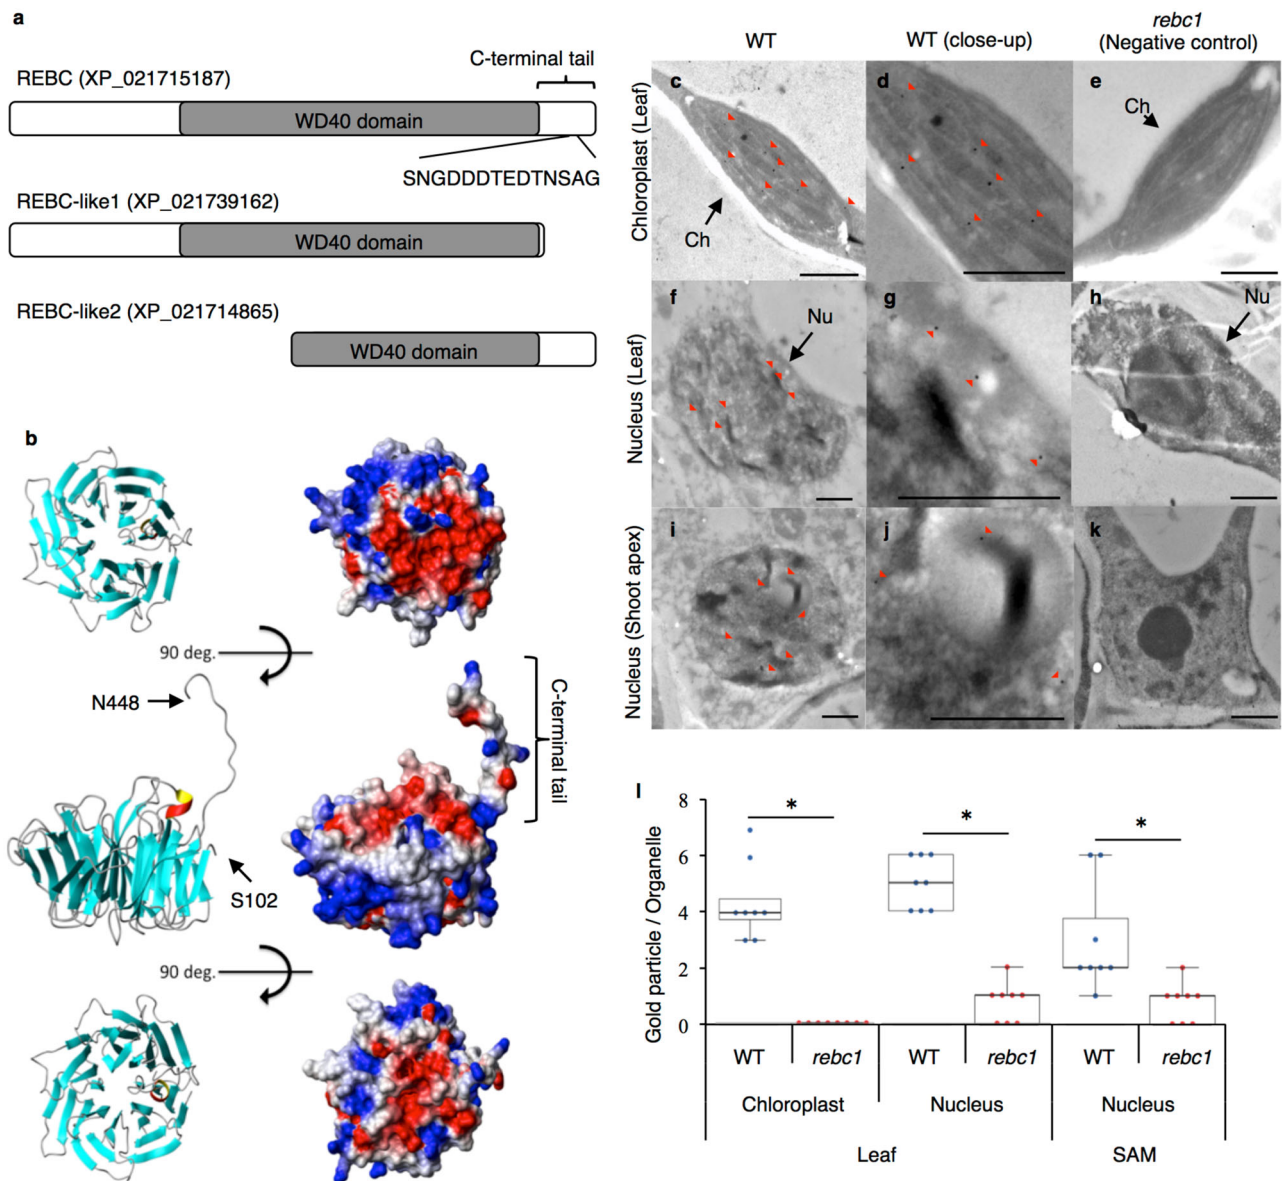 a
C-terminal tail
REBC (XP_021715187)
WD40 domain
SNGDDDTEDTNSAG
REBC-like1 (XP_021739162)
WD40 domain
REBC-like2 (XP_021714865)
WD40 domain
b
90 deg.
N448
C-terminal tail
S102
90 deg.
WT
WT (close-up)
rebc1
(Negative control)
Chloroplast (Leaf)
c
d
e
Ch
Ch
Nucleus (Leaf)
f
g
h
Nu
Nu
Nucleus (Shoot apex)
i
j
k
l
Gold particle / Organelle
8
6
4
2
0
*
*
*
WT
rebc1
WT
rebc1
WT
rebc1
Chloroplast
Nucleus
Nucleus
Leaf
SAM